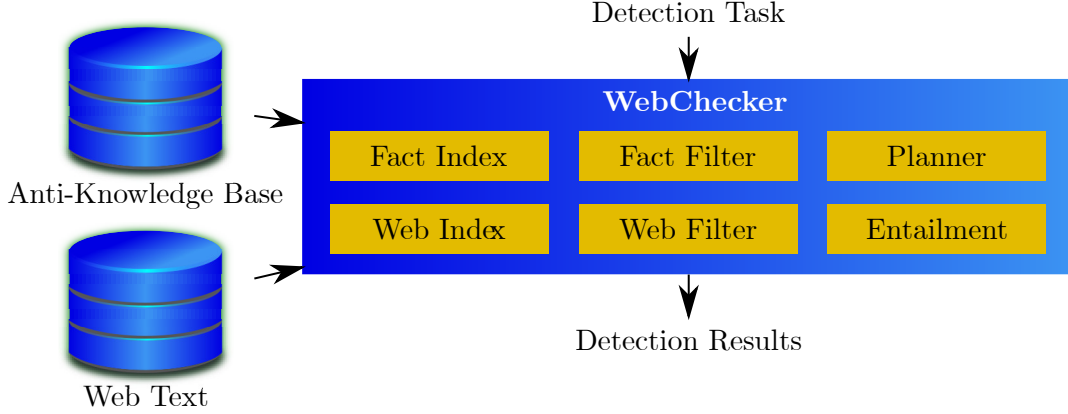 Detection Task
WebChecker
Fact Index
Fact Filter
Planner
Anti-Knowledge Base
Web Index
Web Filter
Entailment
Detection Results
Web Text